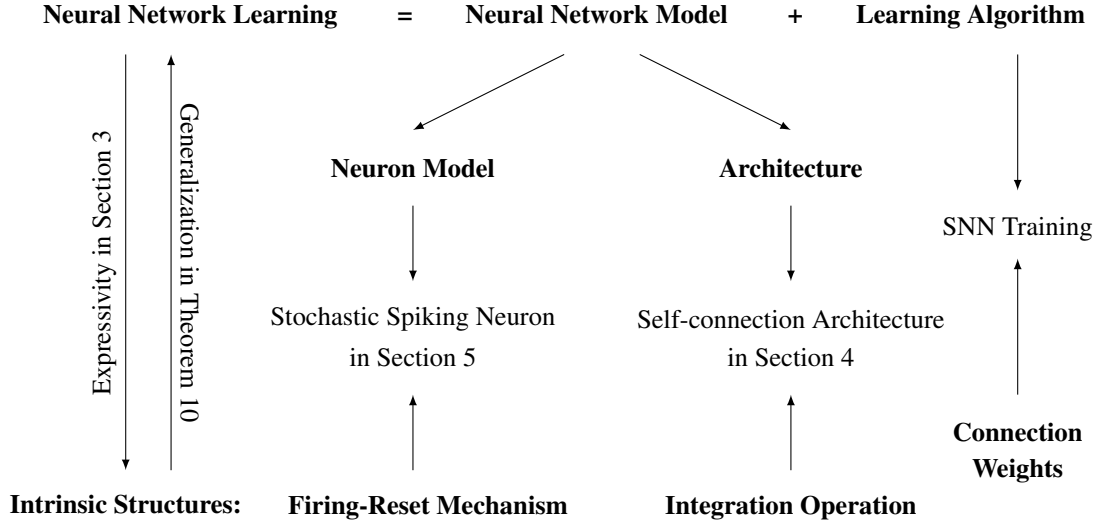 Neural Network Learning = Neural Network Model + Learning Algorithm
Expressivity in Section 3
Generalization in Theorem 10
Neuron Model
Architecture
SNN Training
Stochastic Spiking Neuron
in Section 5
Self-connection Architecture
in Section 4
Connection
Weights
Intrinsic Structures: Firing-Reset Mechanism Integration Operation